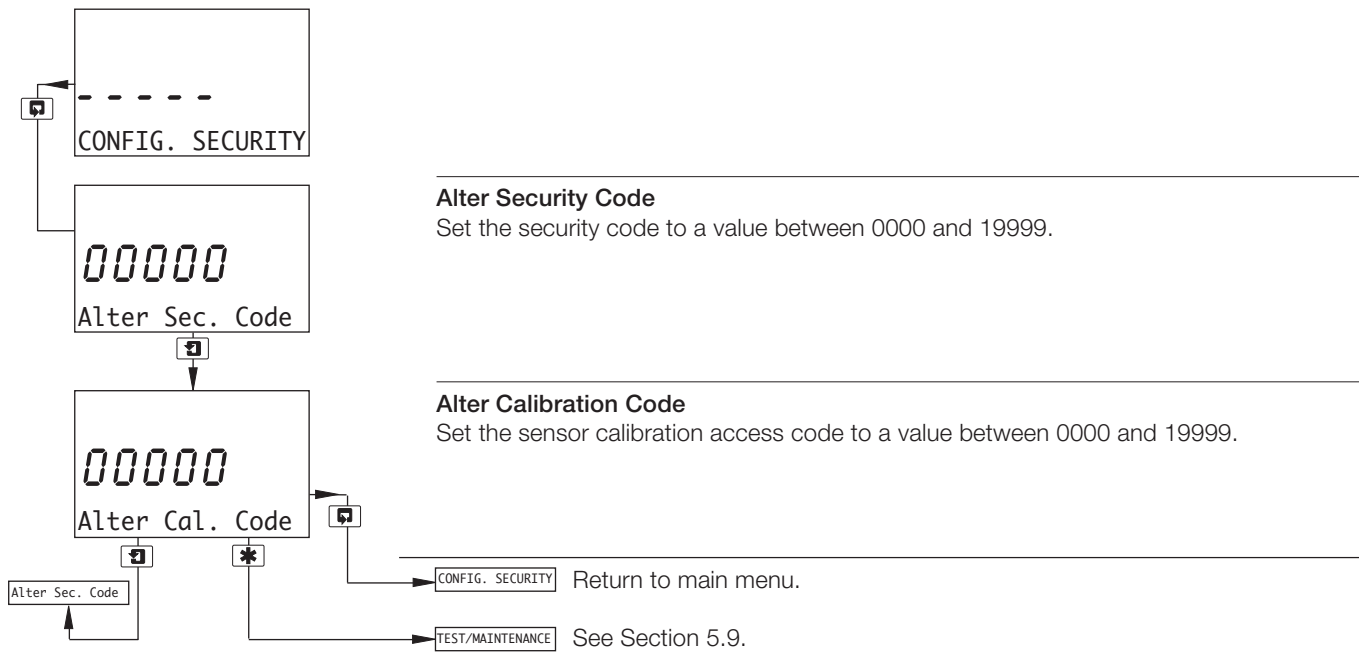 - - - - -
CONFIG. SECURITY
Alter Security Code
Set the security code to a value between 0000 and 19999.
00000
Alter Sec. Code
Alter Calibration Code
Set the sensor calibration access code to a value between 0000 and 19999.
00000
Alter Cal. Code
CONFIG. SECURITY Return to main menu.
Alter Sec. Code
TEST/MAINTENANCE See Section 5.9.